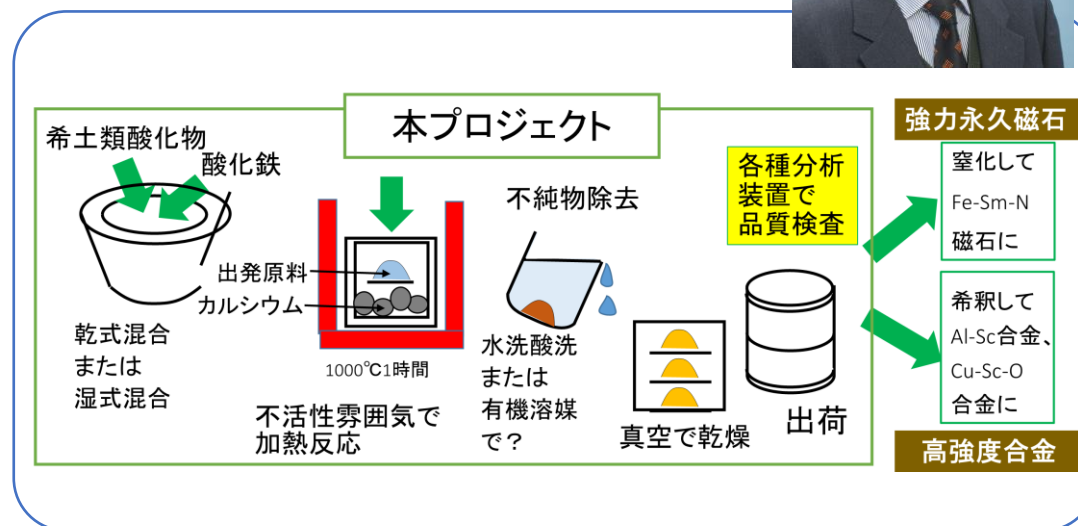 本プロジェクト
希土類酸化物
酸化鉄
乾式混合
または
湿式混合
出発原料
カルシウム
1000℃1時間
不活性雰囲気で
加熱反応
不純物除去
水洗酸洗
または
有機溶媒
で？
真空で乾燥
各種分析
装置で
品質検査
出荷
強力永久磁石
窒化して
Fe-Sm-N
磁石に
希釈して
Al-Sc合金、
Cu-Sc-O
合金に
高強度合金